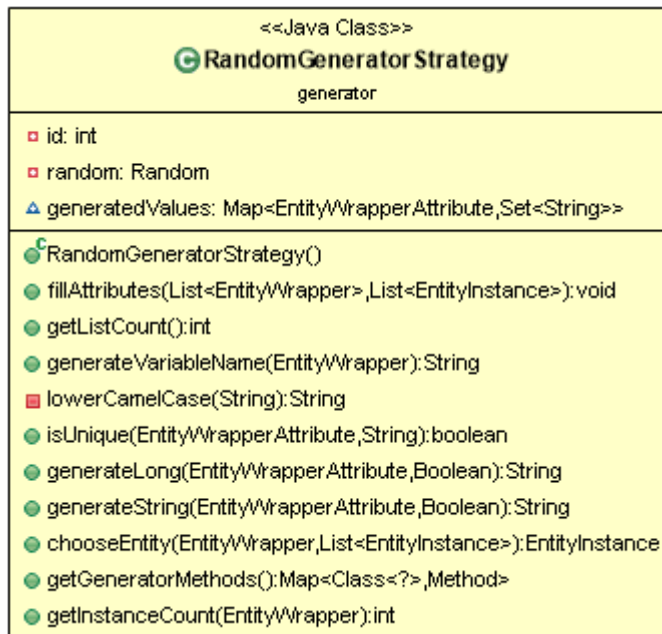 <<Java Class>>
C RandomGeneratorStrategy
generator
id: int
random: Random
generatedValues: Map<EntityWrapperAttribute,Set<String>>
C RandomGeneratorStrategy()
fillAttributes(List<EntityWrapper>,List<EntityInstance>):void
getListCount():int
generateVariableName(EntityWrapper):String
lowerCamelCase(String):String
isUnique(EntityWrapperAttribute,String):boolean
generateLong(EntityWrapperAttribute,Boolean):String
generateString(EntityWrapperAttribute,Boolean):String
chooseEntity(EntityWrapper,List<EntityInstance>):EntityInstance
getGeneratorMethods():Map<Class<?>,Method>
getInstanceCount(EntityWrapper):int